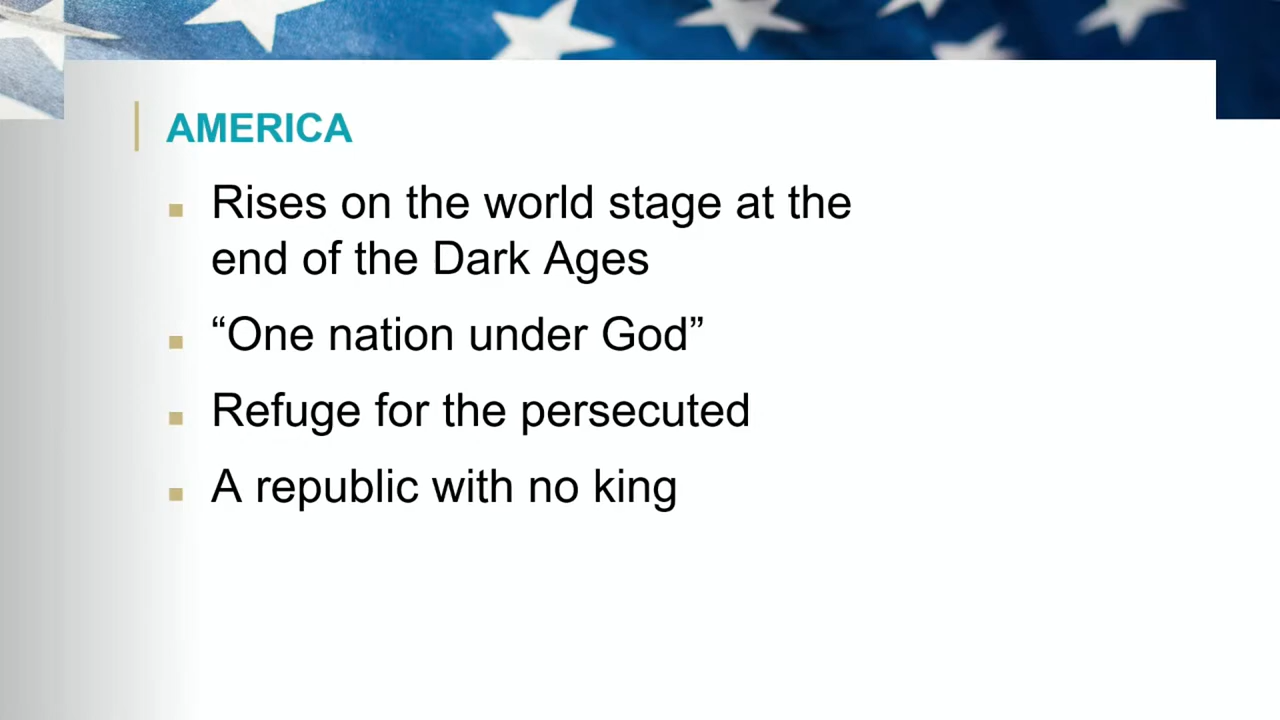 AMERICA
Rises on the world stage at the
end of the Dark Ages
“One nation under God”
Refuge for the persecuted
A republic with no king